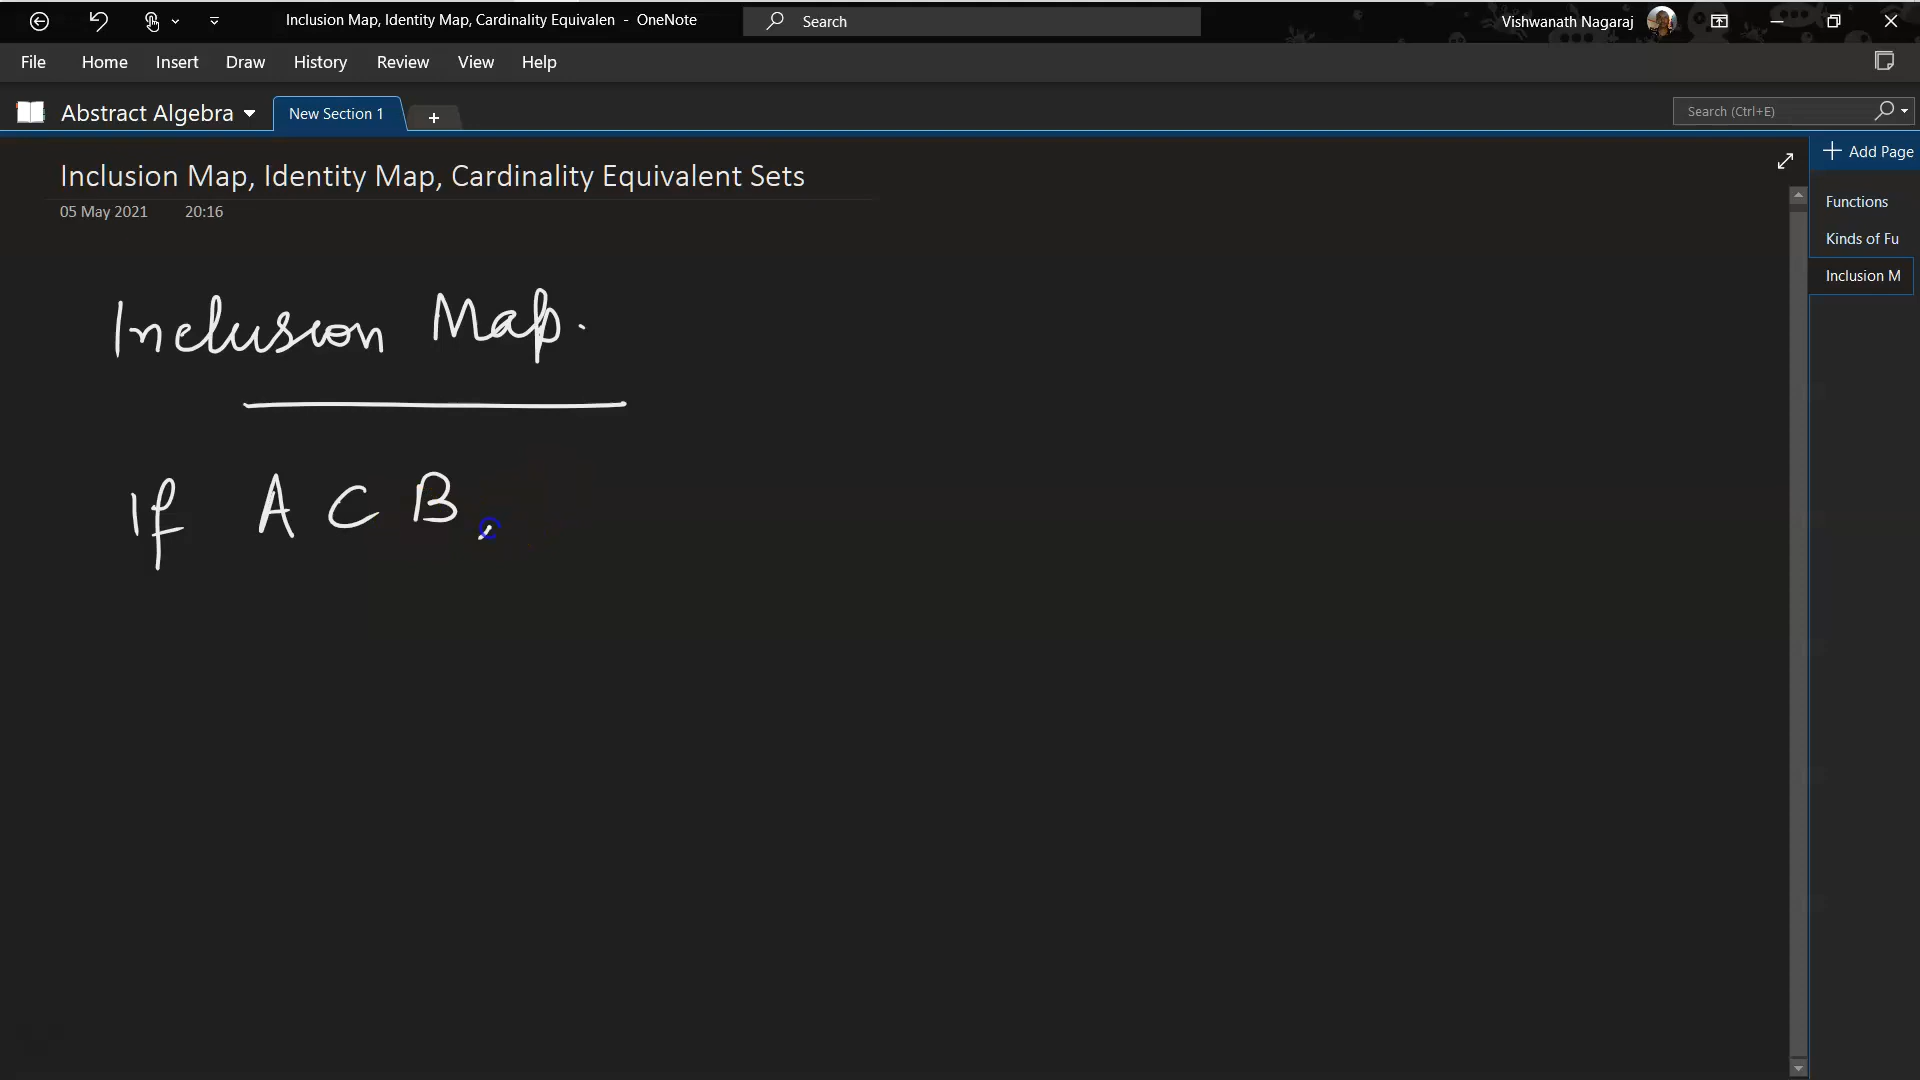 Inclusion Map, Identity Map, Cardinality Equivalen - OneNote
Search
Vishwanath Nagaraj
File Home Insert Draw History Review View Help
Abstract Algebra
New Section 1
+
Search (Ctrl+E)
Add Page
Functions
Kinds of Fu
Inclusion M
Inclusion Map, Identity Map, Cardinality Equivalent Sets
05 May 2021 20:16
Inclusion Map.
If A ⊂ B,